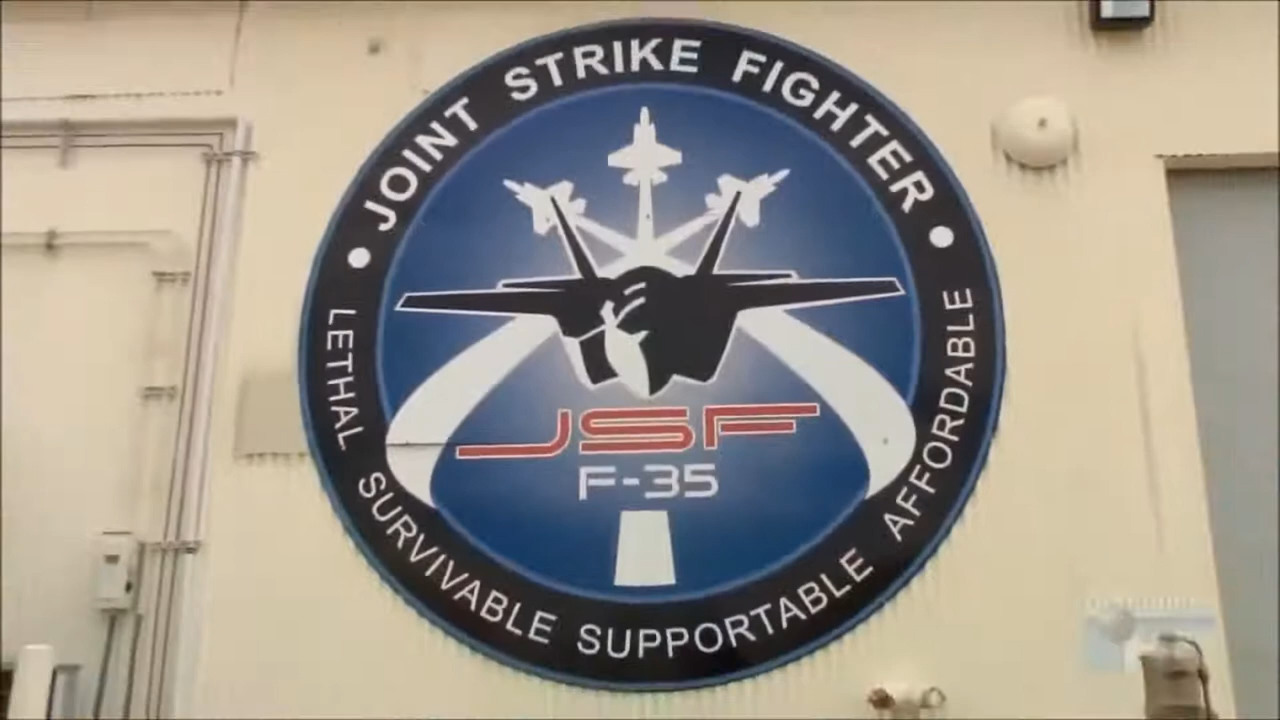 JOINT STRIKE FIGHTER
JSF
F-35
LETHAL SURVIVABLE SUPPORTABLE AFFORDABLE